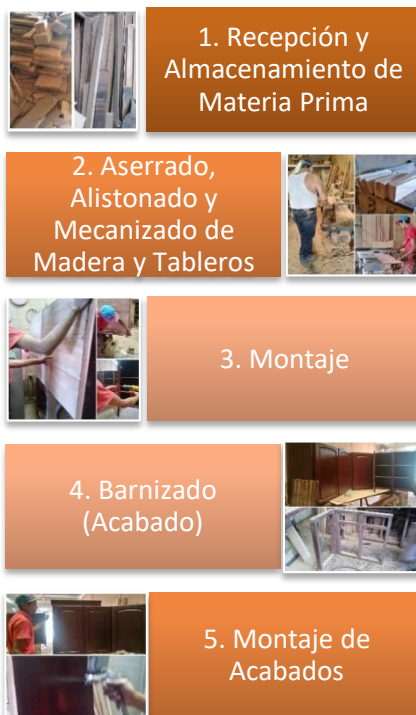 1. Recepción y
Almacenamiento de
Materia Prima
2. Aserrado,
Alistonado y
Mecanizado de
Madera y Tableros
3. Montaje
4. Barnizado
(Acabado)
5. Montaje de
Acabados